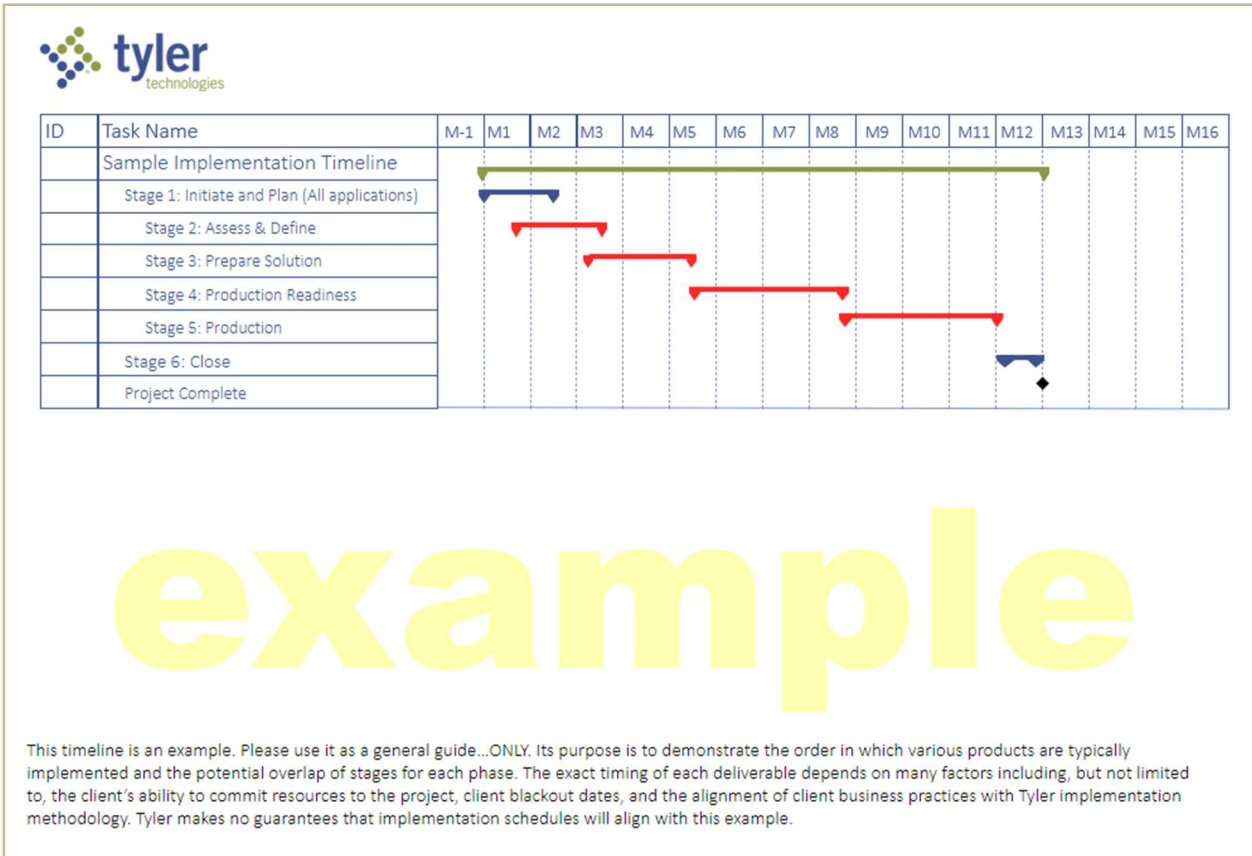 tyler
technologies
ID Task Name M-1 M1 M2 M3 M4 M5 M6 M7 M8 M9 M10 M11 M12 M13 M14 M15 M16
Sample Implementation Timeline
Stage 1: Initiate and Plan (All applications)
Stage 2: Assess & Define
Stage 3: Prepare Solution
Stage 4: Production Readiness
Stage 5: Production
Stage 6: Close
Project Complete
example
This timeline is an example. Please use it as a general guide...ONLY. Its purpose is to demonstrate the order in which various products are typically
implemented and the potential overlap of stages for each phase. The exact timing of each deliverable depends on many factors including, but not limited
to, the client’s ability to commit resources to the project, client blackout dates, and the alignment of client business practices with Tyler implementation
methodology. Tyler makes no guarantees that implementation schedules will align with this example.